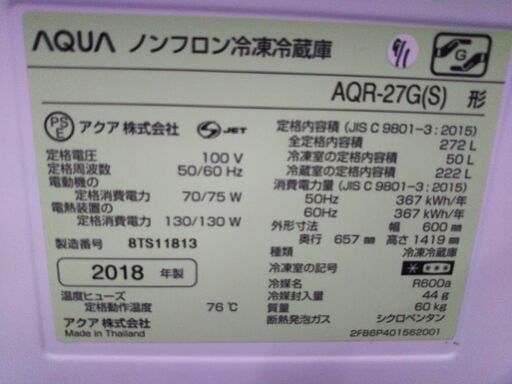 AQUA ノンフロン冷凍冷蔵庫
9/1
G
AQR-27G(S) 形
PSE アクア株式会社 S-JET
定格電圧 100 V
定格周波数 50/60 Hz
電動機の
定格消費電力 70/75 W
電熱装置の
定格消費電力 130/130 W
製造番号 8TS11813
2018 年製
温度ヒューズ
定格動作温度 76℃
アクア株式会社
Made in Thailand
定格内容積 (JIS C 9801-3:2015)
全定格内容積 272 L
冷凍室の定格内容積 50 L
冷蔵室の定格内容積 222 L
消費電力量 (JIS C 9801-3:2015)
50Hz 367 kWh/年
60Hz 367 kWh/年
外形寸法 幅 600 ㎜
奥行 657 ㎜ 高さ 1419 ㎜
種類 冷凍冷蔵庫
冷凍室の記号 ****
冷媒名 R600a
冷媒封入量 44 g
質量 60 kg
断熱発泡ガス シクロペンタン
2FB6P401562001